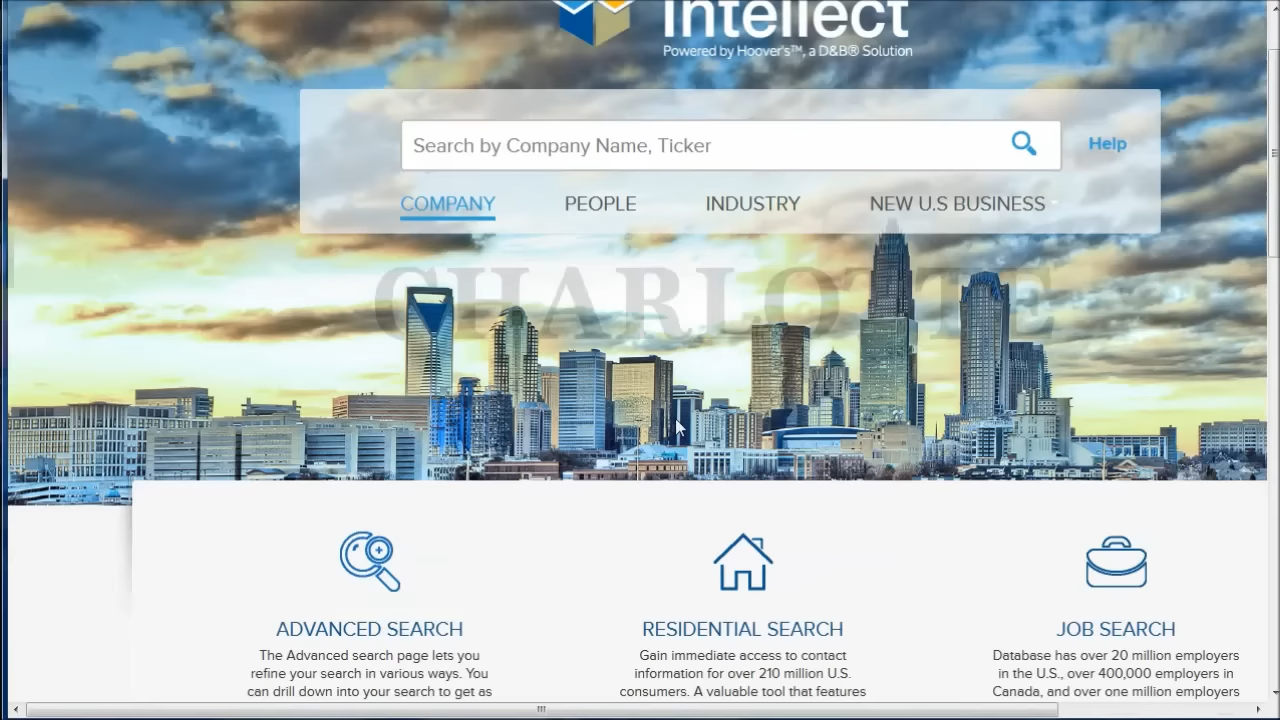 Intellect
Powered by Hoover's™, a D&B® Solution
Search by Company Name, Ticker
Help
COMPANY PEOPLE INDUSTRY NEW U.S BUSINESS
CHARLOTTE
ADVANCED SEARCH
The Advanced search page lets you
refine your search in various ways. You
can drill down into your search to get as
RESIDENTIAL SEARCH
Gain immediate access to contact
information for over 210 million U.S.
consumers. A valuable tool that features
JOB SEARCH
Database has over 20 million employers
in the U.S., over 400,000 employers in
Canada, and over one million employers